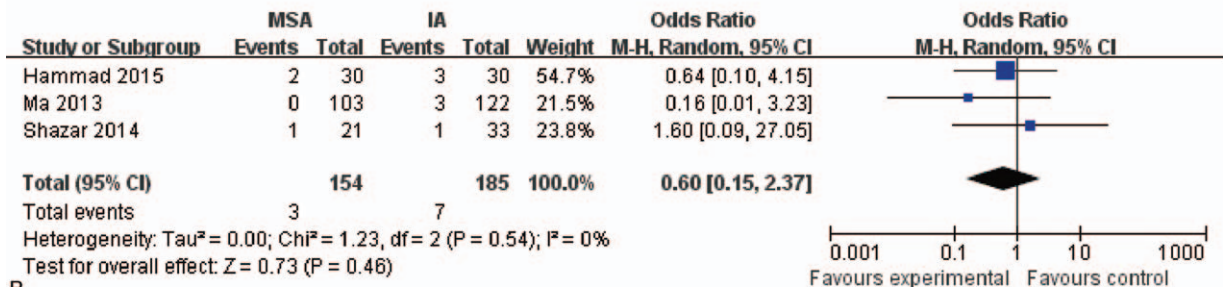 MSA IA Odds Ratio Odds Ratio
Study or Subgroup Events Total Events Total Weight M-H, Random, 95% CI M-H, Random, 95% CI
Hammad 2015 2 30 3 30 54.7% 0.64 [0.10, 4.15]
Ma 2013 0 103 3 122 21.5% 0.16 [0.01, 3.23]
Shazar 2014 1 21 1 33 23.8% 1.60 [0.09, 27.05]
Total (95% CI) 154 185 100.0% 0.60 [0.15, 2.37]
Total events 3 7
Heterogeneity: Tau² = 0.00; Chi² = 1.23, df = 2 (P = 0.54); I² = 0%
Test for overall effect: Z = 0.73 (P = 0.46)
0.001 0.1 1 10 1000
Favours experimental Favours control